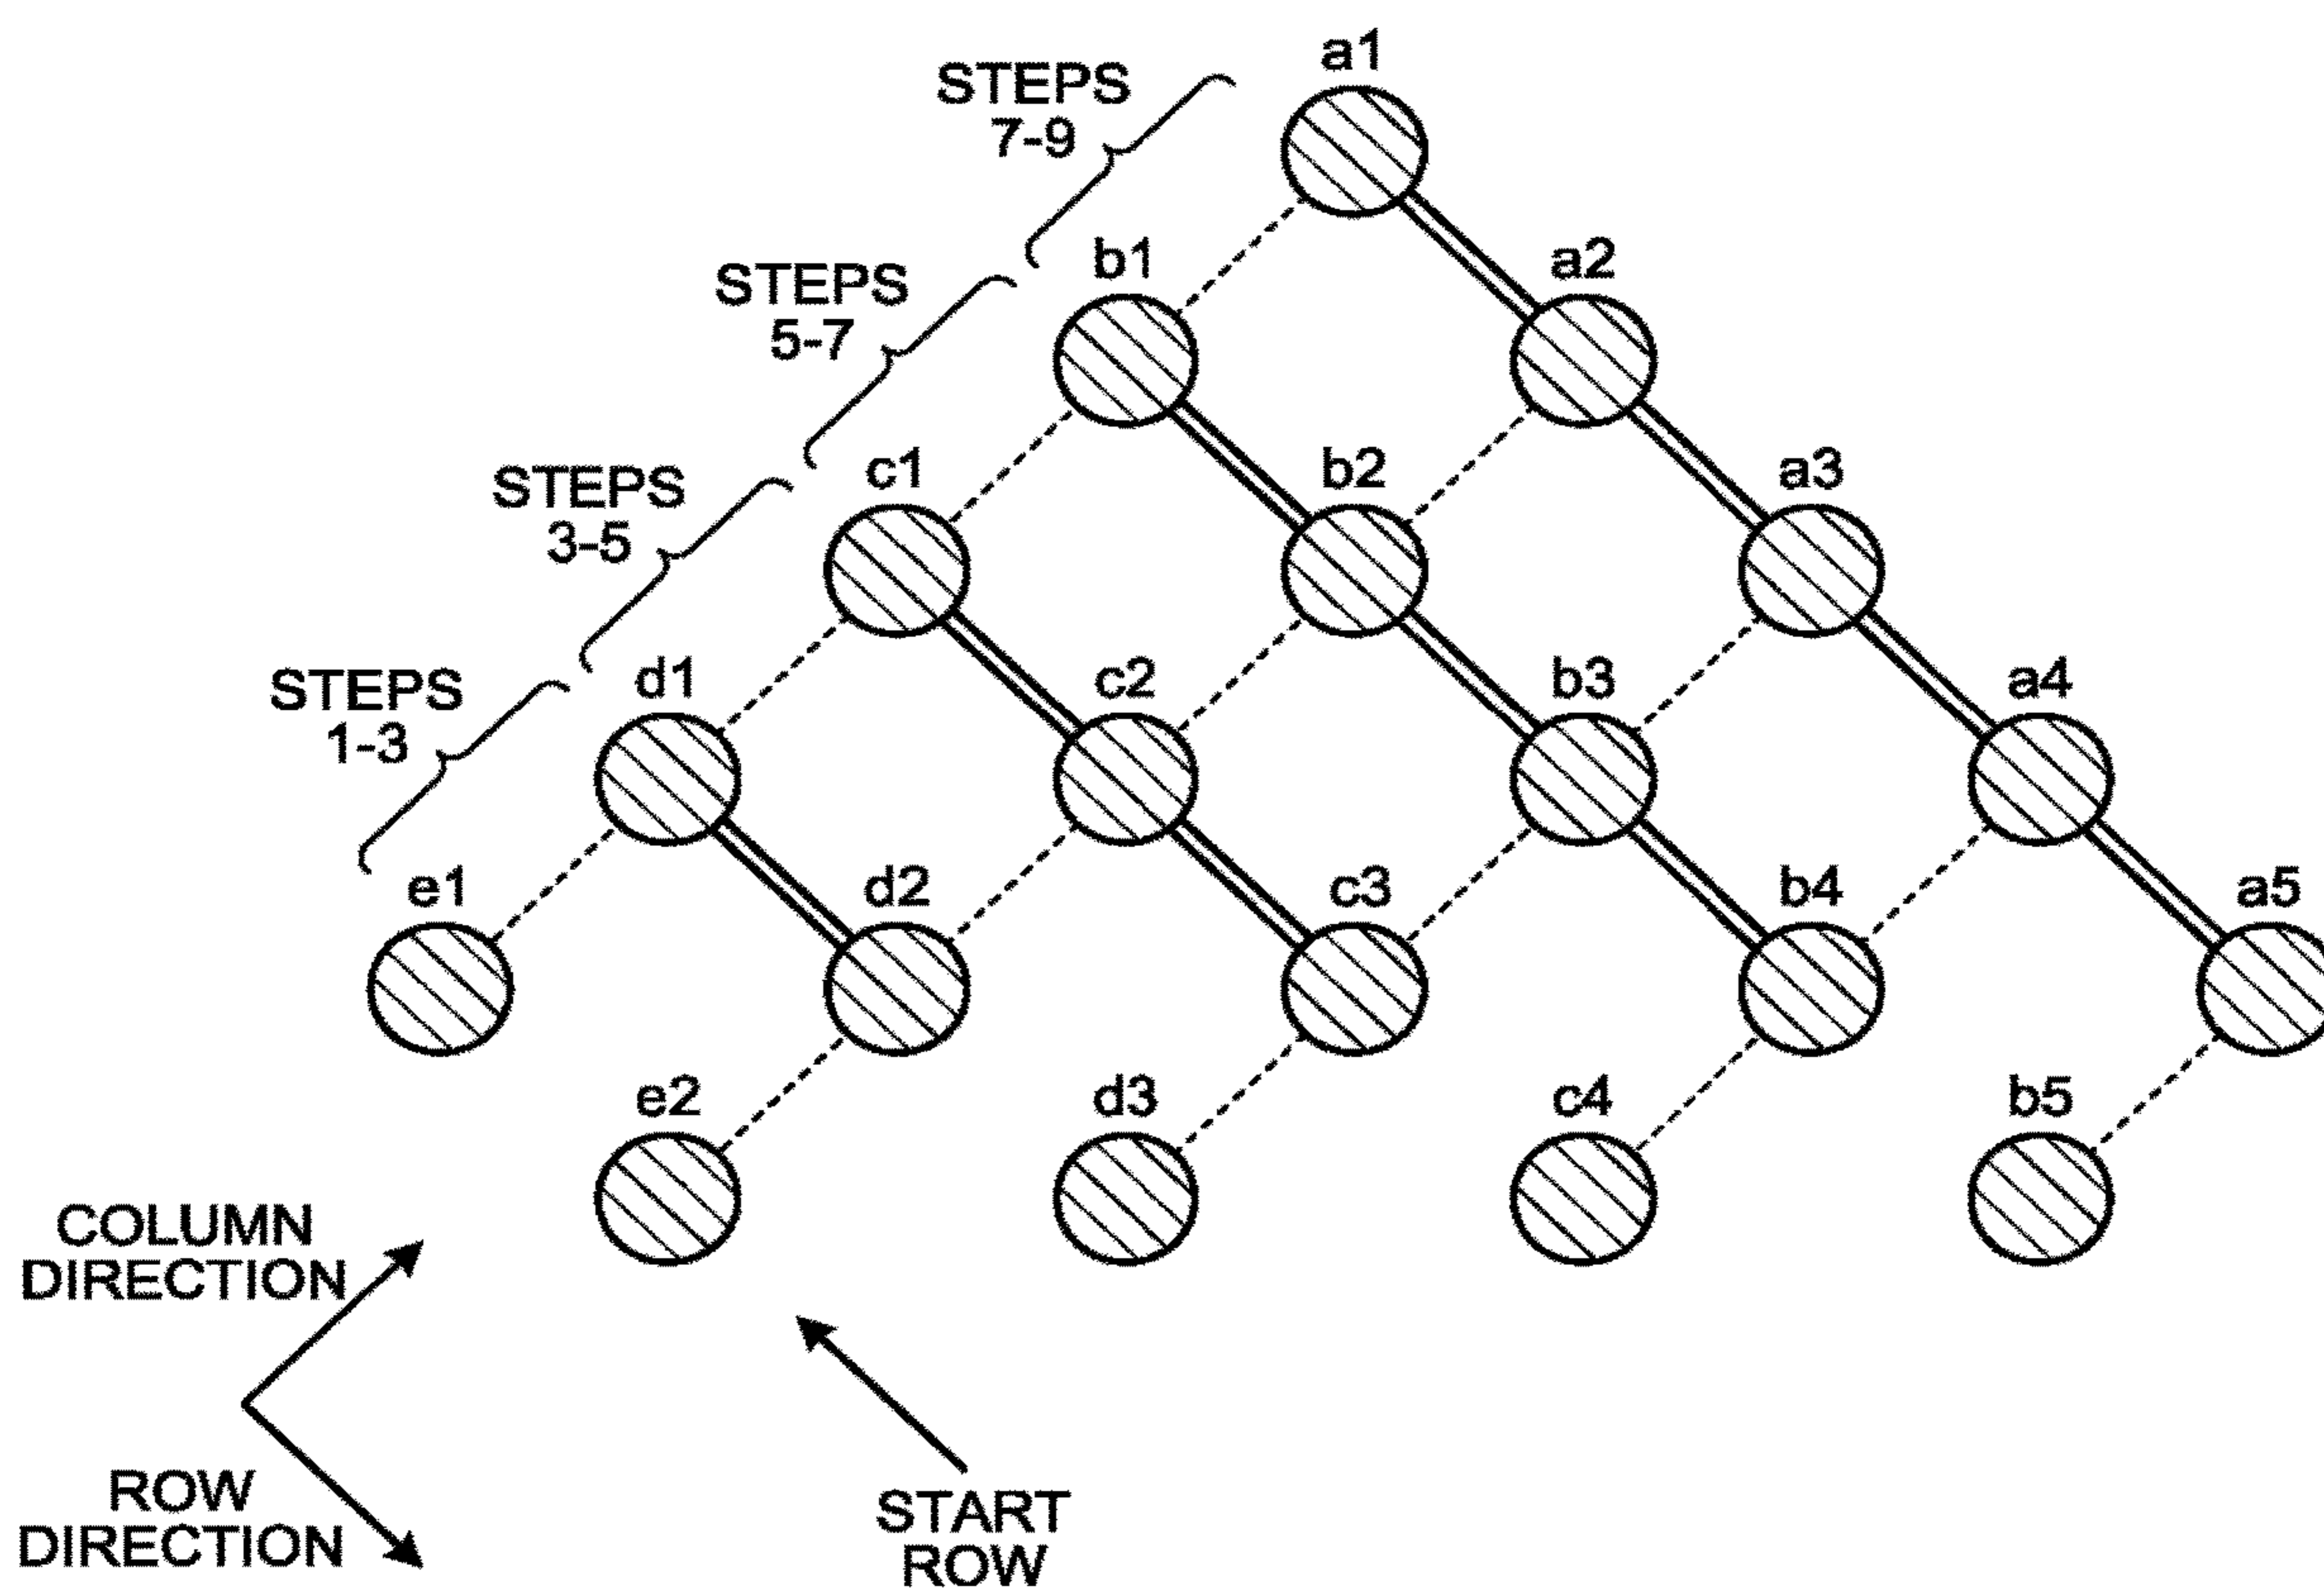 a1
STEPS
7-9
b1
a2
STEPS
5-7
c1
b2
a3
STEPS
3-5
d1
c2
b3
a4
STEPS
1-3
e1
d2
c3
b4
a5
e2
d3
c4
b5
COLUMN
DIRECTION
ROW
DIRECTION
START
ROW